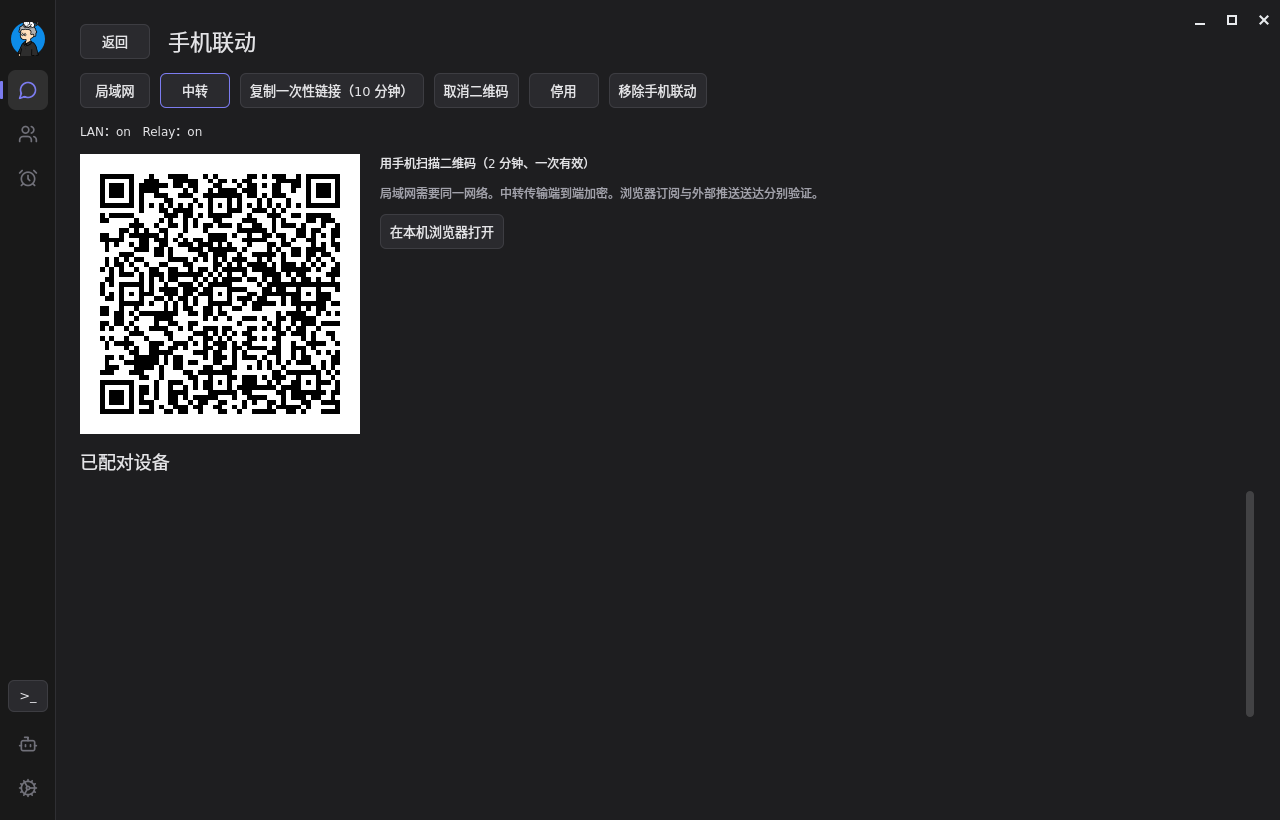 返回 手机联动
局域网 中转 复制一次性链接（10 分钟） 取消二维码 停用 移除手机联动
LAN：on Relay：on
用手机扫描二维码（2 分钟、一次有效）
局域网需要同一网络。中转传输端到端加密。浏览器订阅与外部推送送达分别验证。
在本机浏览器打开
已配对设备
>_